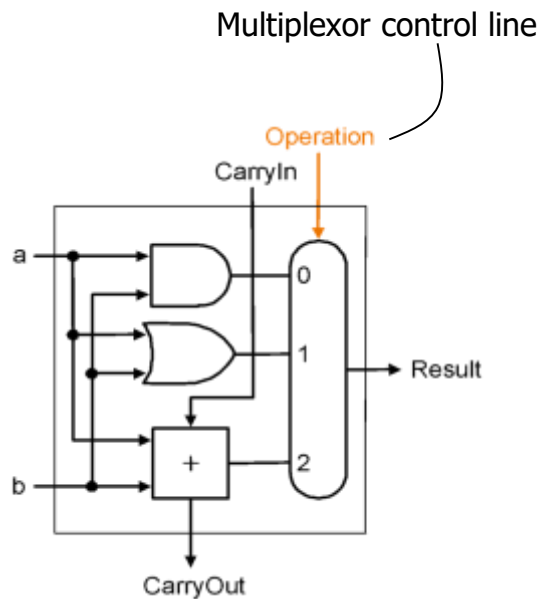 Multiplexor control line
Operation
CarryIn
a
0
1
Result
+
2
b
CarryOut